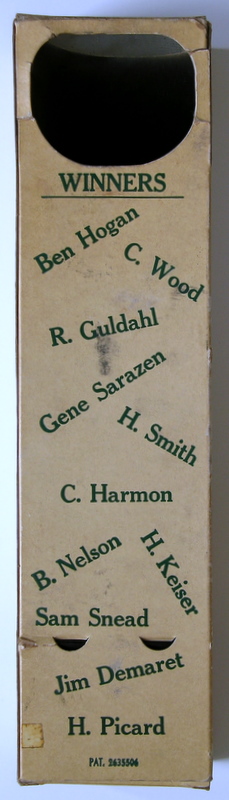 WINNERS
Ben Hogan
C. Wood
R. Guldahl
Gene Sarazen
H. Smith
C. Harmon
B. Nelson
H. Keiser
Sam Snead
Jim Demaret
H. Picard
PAT. 2635506